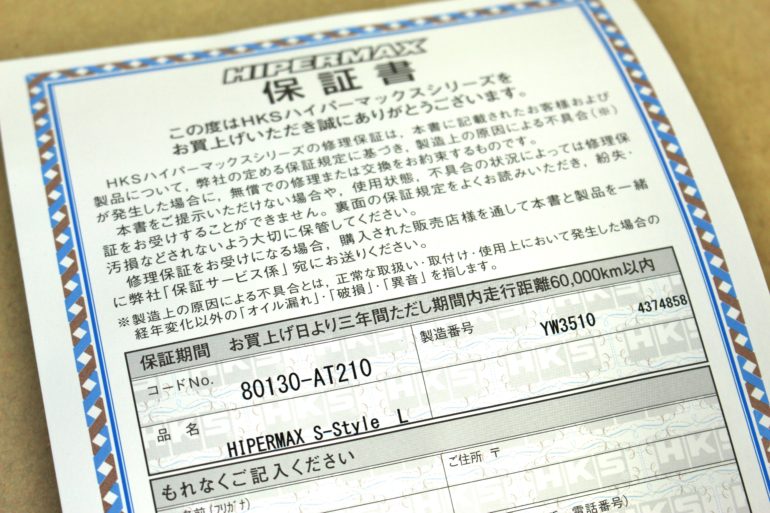 HIPERMAX
保証書
この度はHKSハイパーマックスシリーズを
お買上げいただき誠にありがとうございます。
HKSハイパーマックスシリーズの修理保証は、本書に記載されたお客様および
製品について、弊社の定める保証規定に基づき、製造上の原因による不具合(※)
が発生した場合に、無償での修理または交換をお約束するものです。
本書をご提示いただけない場合や、使用状態、不具合の状況によっては修理保
証をお受けすることができません。裏面の保証規定をよくお読みいただき、紛失・
汚損などされないよう大切に保管してください。
修理保証をお受けになる場合、購入された販売店様を通して本書と製品を一緒
に弊社「保証サービス係」宛にお送りください。
※製造上の原因による不具合とは、正常な取扱い・取付け・使用上において発生した場合の
経年変化以外の「オイル漏れ」・「破損」・「異音」を指します。
保証期間 お買上げ日より三年間ただし期間内走行距離60,000km以内
コードNo. 80130-AT210 製造番号 YW3510 4374858
品名 HIPERMAX S-Style L
もれなくご記入ください
お名前(フリガナ) ご住所 〒
電話番号